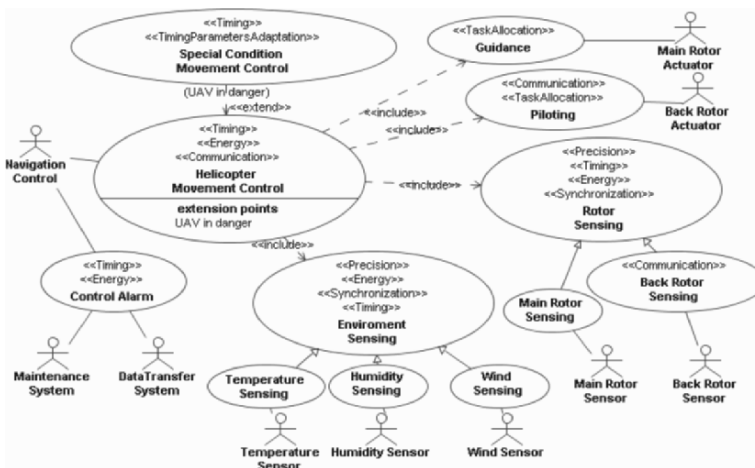 <<Timing>>
<<TimingParametersAdaptation>>
Special Condition
Movement Control
(UAV in danger)
<<extend>>
<<TaskAllocation>>
Guidance
Main Rotor
Actuator
<<Communication>>
<<TaskAllocation>>
Piloting
Back Rotor
Actuator
<<include>>
<<include>>
<<include>>
<<include>>
Navigation
Control
<<Timing>>
<<Energy>>
<<Communication>>
Helicopter
Movement Control
extension points
UAV in danger
<<Precision>>
<<Timing>>
<<Energy>>
<<Synchronization>>
Rotor
Sensing
<<Timing>>
<<Energy>>
Control Alarm
<<Precision>>
<<Energy>>
<<Synchronization>>
<<Timing>>
Enviroment
Sensing
Main Rotor
Sensing
<<Communication>>
Back Rotor
Sensing
Maintenance
System
DataTransfer
System
Temperature
Sensing
Humidity
Sensing
Wind
Sensing
Main Rotor
Sensor
Back Rotor
Sensor
Temperature
Sensor
Humidity Sensor
Wind Sensor